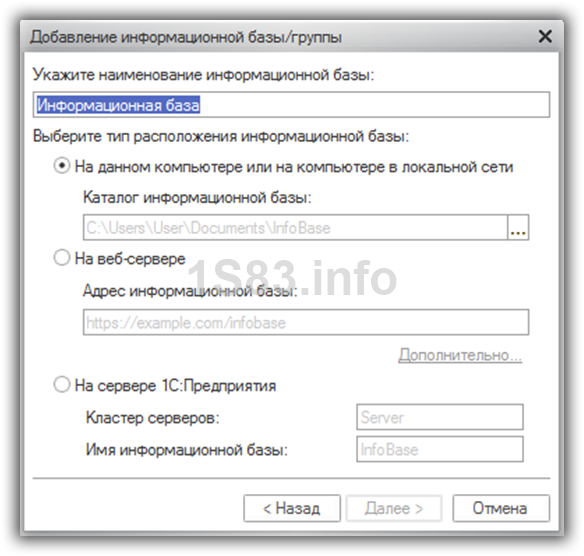 Добавление информационной базы/группы
Укажите наименование информационной базы:
Информационная база
Выберите тип расположения информационной базы:
На данном компьютере или на компьютере в локальной сети
Каталог информационной базы:
C:\Users\User\Documents\InfoBase ...
На веб-сервере
1S83.info
Адрес информационной базы:
https://example.com/infobase
Дополнительно...
На сервере 1С:Предприятия
Кластер серверов: Server
Имя информационной базы: InfoBase
< Назад Далее > Отмена